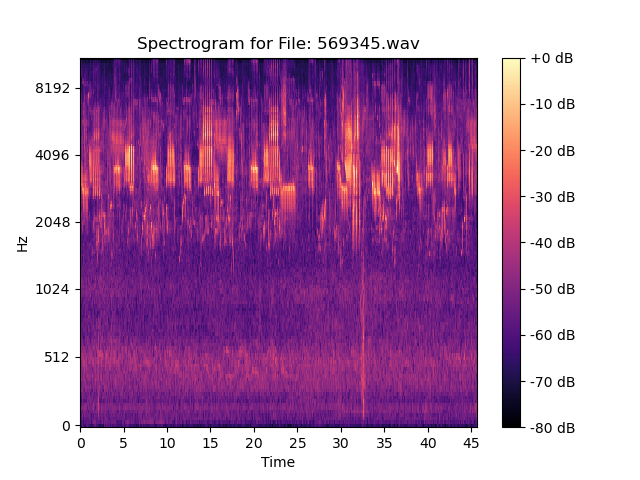 Spectrogram for File: 569345.wav
Hz
8192
4096
2048
1024
512
0
0 5 10 15 20 25 30 35 40 45
Time
+0 dB
-10 dB
-20 dB
-30 dB
-40 dB
-50 dB
-60 dB
-70 dB
-80 dB